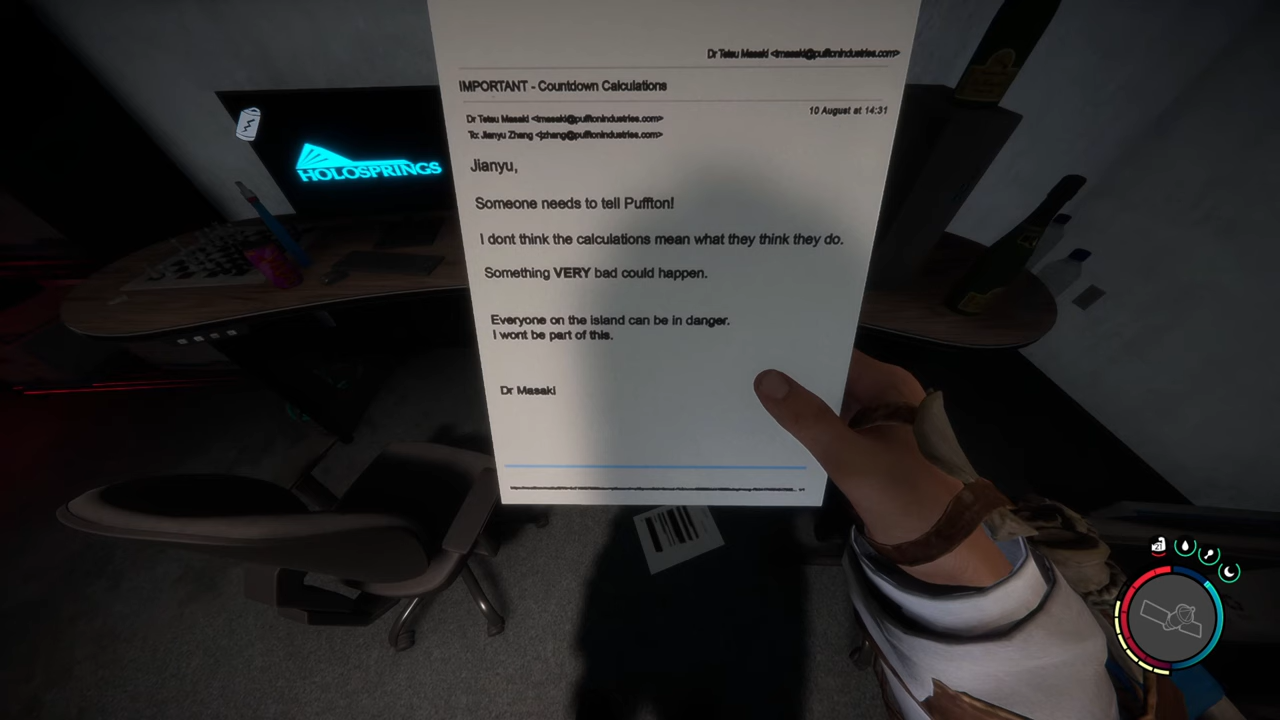 Dr Tetsu Masaki <tmasaki@pufftonindustries.com>
IMPORTANT - Countdown Calculations
10 August at 14:31
Dr Tetsu Masaki <tmasaki@pufftonindustries.com>
To: Jianyu Zhang <jzhang@pufftonindustries.com>
Jianyu,
Someone needs to tell Puffton!
I dont think the calculations mean what they think they do.
Something VERY bad could happen.
Everyone on the island can be in danger.
I wont be part of this.
Dr Masaki
HOLOSPRINGS